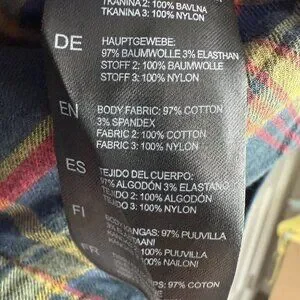 TKANINA 2: 100% BAVLNA
TKANINA 3: 100% NYLON
DE
HAUPTGEWEBE:
97% BAUMWOLLE 3% ELASTHAN
STOFF 2: 100% BAUMWOLLE
STOFF 3: 100% NYLON
EN
BODY FABRIC: 97% COTTON
3% SPANDEX
FABRIC 2: 100% COTTON
FABRIC 3: 100% NYLON
ES
TEJIDO DEL CUERPO:
97% ALGODÓN 3% ELASTANO
TEJIDO 2: 100% ALGODÓN
TEJIDO 3: 100% NYLON
FI
KANGAS: 97% PUUVILLA
100% PUUVILLA
100% NAILON
FR
97% COTON